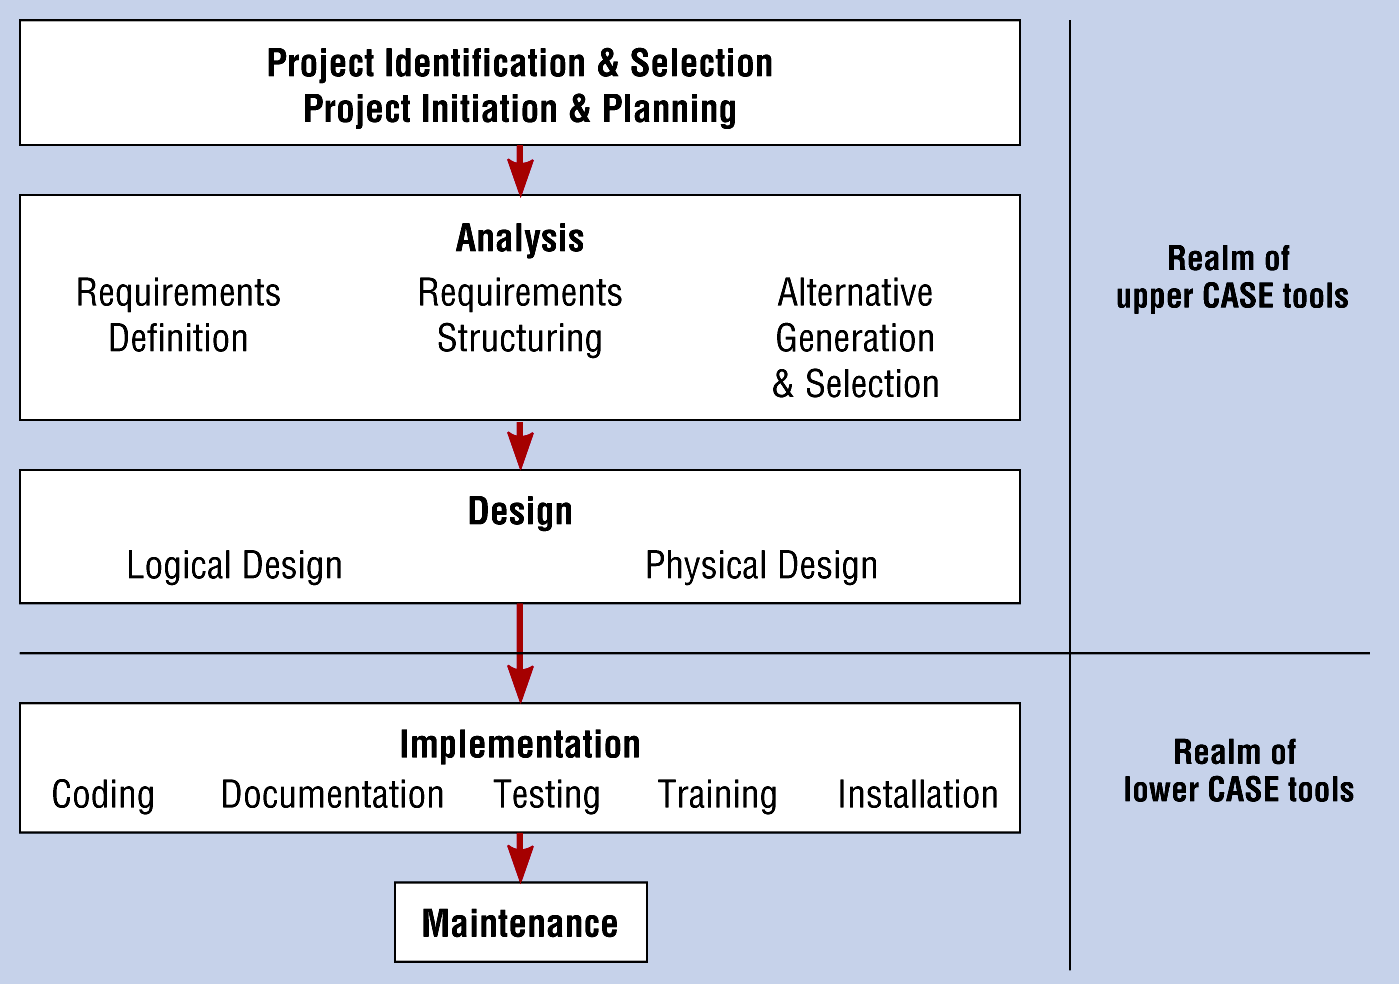 Project Identification & Selection
Project Initiation & Planning
Analysis
Requirements
Definition
Requirements
Structuring
Alternative
Generation
& Selection
Realm of
upper CASE tools
Design
Logical Design
Physical Design
Implementation
Coding
Documentation
Testing
Training
Installation
Realm of
lower CASE tools
Maintenance